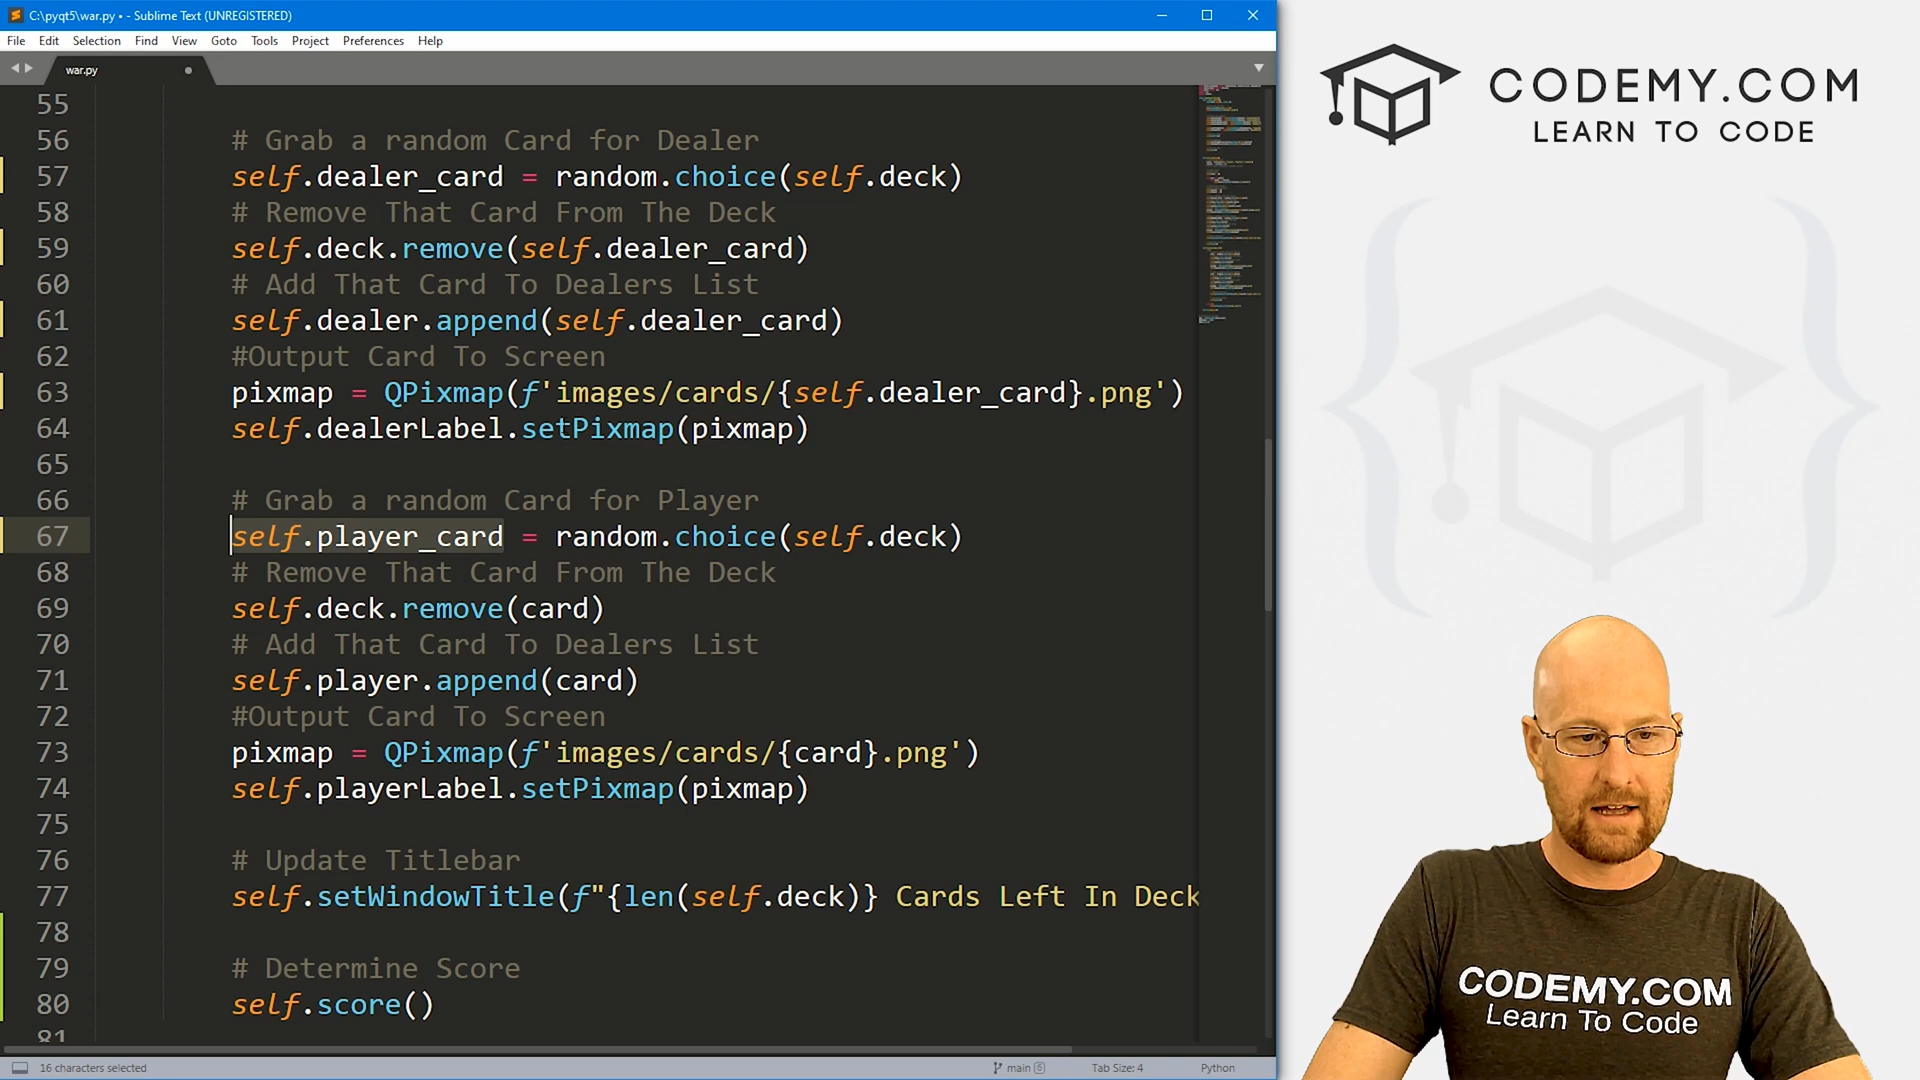 C:\pyqt5\war.py • - Sublime Text (UNREGISTERED)
File Edit Selection Find View Goto Tools Project Preferences Help
war.py
55
56 # Grab a random Card for Dealer
57 self.dealer_card = random.choice(self.deck)
58 # Remove That Card From The Deck
59 self.deck.remove(self.dealer_card)
60 # Add That Card To Dealers List
61 self.dealer.append(self.dealer_card)
62 #Output Card To Screen
63 pixmap = QPixmap(f'images/cards/{self.dealer_card}.png')
64 self.dealerLabel.setPixmap(pixmap)
65
66 # Grab a random Card for Player
67 self.player_card = random.choice(self.deck)
68 # Remove That Card From The Deck
69 self.deck.remove(card)
70 # Add That Card To Dealers List
71 self.player.append(card)
72 #Output Card To Screen
73 pixmap = QPixmap(f'images/cards/{card}.png')
74 self.playerLabel.setPixmap(pixmap)
75
76 # Update Titlebar
77 self.setWindowTitle(f"{len(self.deck)} Cards Left In Deck
78
79 # Determine Score
80 self.score()
81
16 characters selected
main 6
Tab Size: 4
Python
CODEMY.COM
LEARN TO CODE
CODEMY.COM
Learn To Code